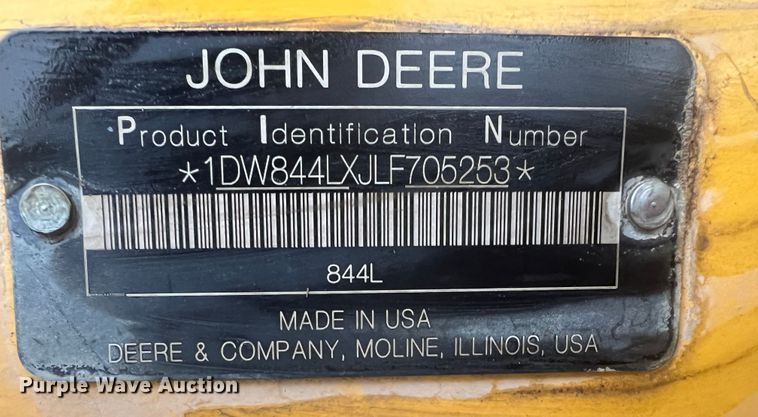 JOHN DEERE
Product Identification Number
*1DW844LXJLF705253*
844L
MADE IN USA
DEERE & COMPANY, MOLINE, ILLINOIS, USA
Purple Wave Auction